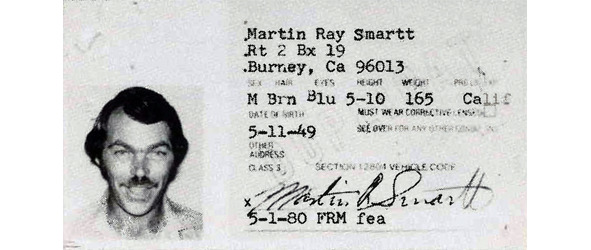 Martin Ray Smartt
Rt 2 Bx 19
Burney, Ca 96013
SEX HAIR EYES HEIGHT WEIGHT
M Brn Blu 5-10 165 Calif
DATE OF BIRTH MUST WEAR CORRECTIVE LENSES
5-11-49 SEE OVER FOR ANY OTHER
OTHER
ADDRESS
CLASS 3 SECTION 12804 VEHICLE CODE
x Martin R Smartt
5-1-80 FRM fea